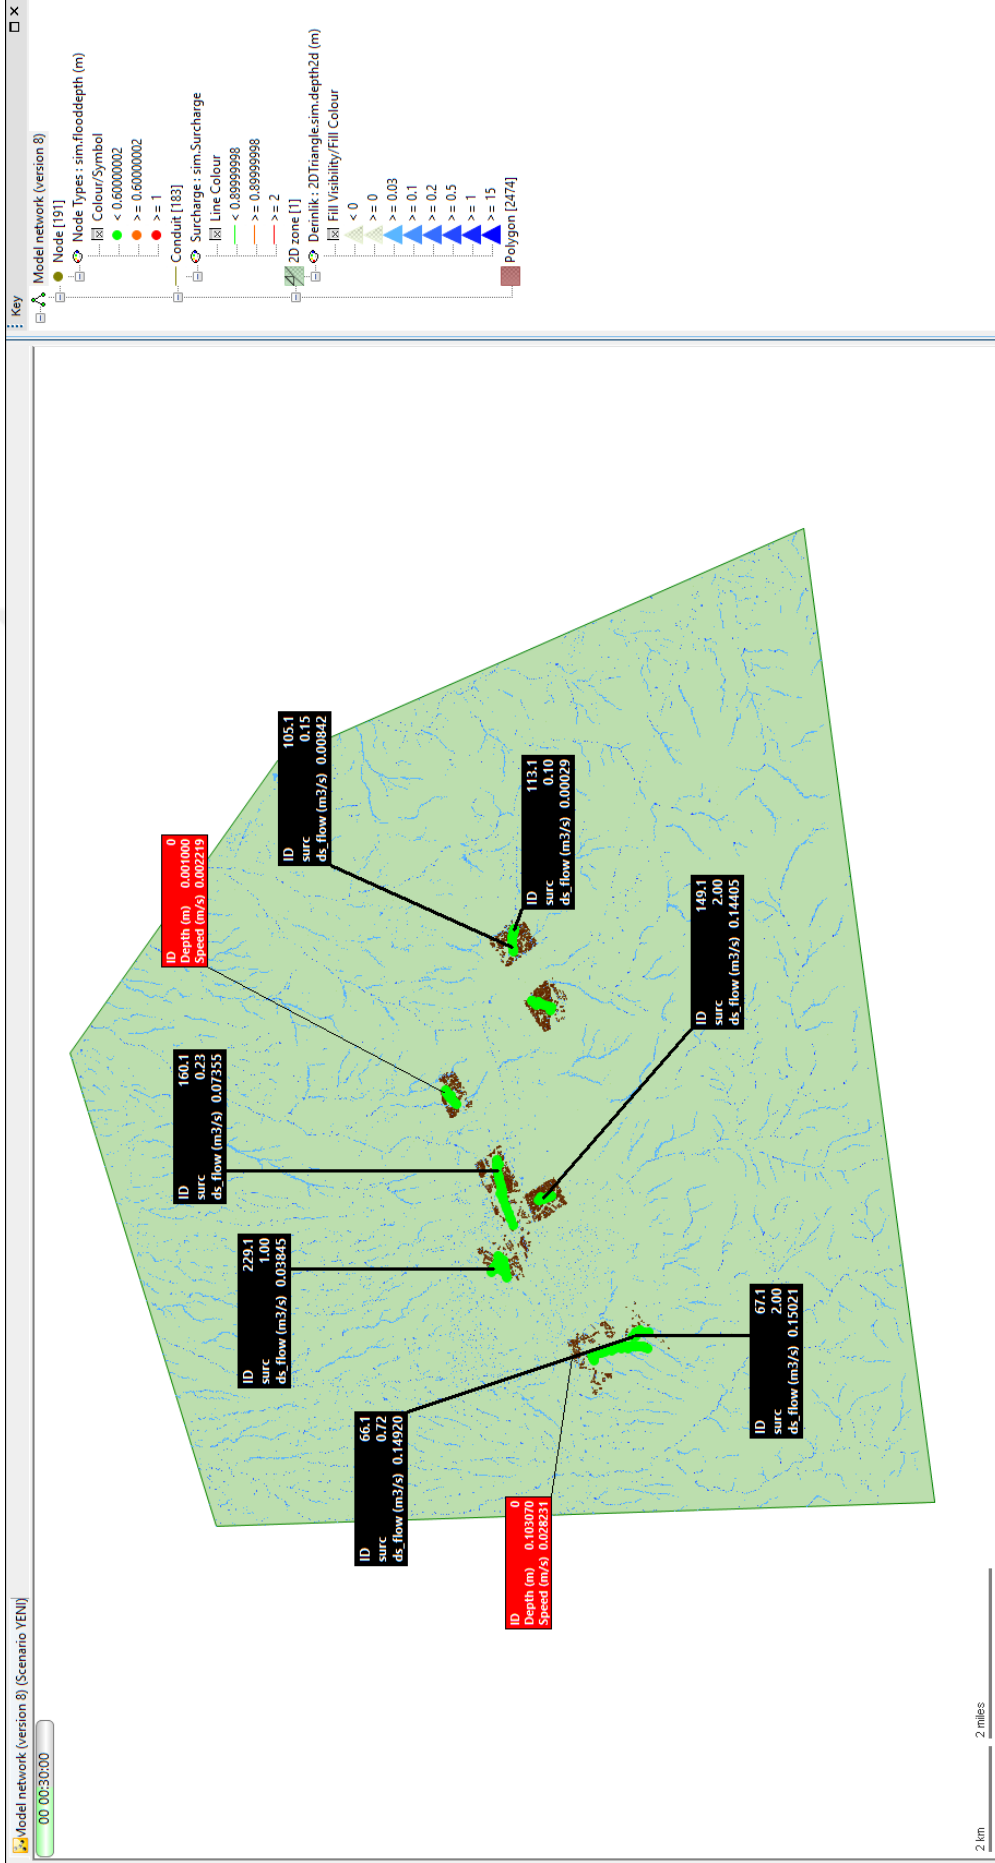 Model network (version 8) (Scenario YENI)
00 00:30:00
ID 66.1
surc 0.72
ds_flow (m3/s) 0.14920
ID 229.1
surc 1.00
ds_flow (m3/s) 0.03845
ID 160.1
surc 0.23
ds_flow (m3/s) 0.07355
ID 0
Depth (m) 0.001000
Speed (m/s) 0.002219
ID 105.1
surc 0.15
ds_flow (m3/s) 0.00842
ID 113.1
surc 0.10
ds_flow (m3/s) 0.00029
ID 149.1
surc 2.00
ds_flow (m3/s) 0.14405
ID 0
Depth (m) 0.103070
Speed (m/s) 0.028231
ID 67.1
surc 2.00
ds_flow (m3/s) 0.15021
2 km
2 miles
Key
Model network (version 8)
Node [191]
Node Types : sim.flooddepth (m)
Colour/Symbol
< 0.60000002
>= 0.60000002
>= 1
Conduit [183]
Surcharge : sim.Surcharge
Line Colour
< 0.89999998
>= 0.89999998
>= 2
2D zone [1]
Derinlik : 2DTriangle.sim.depth2d (m)
Fill Visibility/Fill Colour
< 0
>= 0
>= 0.03
>= 0.1
>= 0.2
>= 0.5
>= 1
>= 15
Polygon [2474]